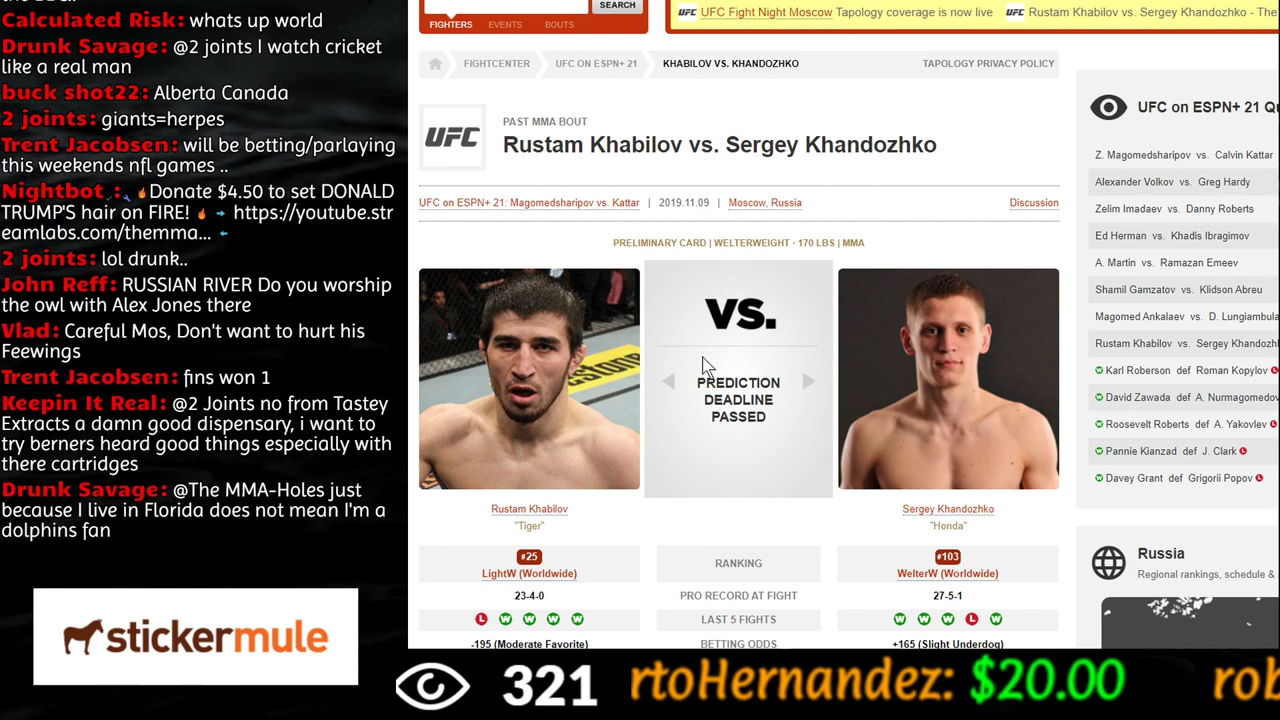 Calculated Risk: whats up world
Drunk Savage: @2 joints I watch cricket
like a real man
buck shot22: Alberta Canada
2 joints: giants=herpes
Trent Jacobsen: will be betting/parlaying
this weekends nfl games ..
Nightbot : Donate $4.50 to set DONALD
TRUMP'S hair on FIRE! https://youtube.str
eamlabs.com/themma...
2 joints: lol drunk..
John Reff: RUSSIAN RIVER Do you worship
the owl with Alex Jones there
Vlad: Careful Mos, Don't want to hurt his
Feewings
Trent Jacobsen: fins won 1
Keepin It Real: @2 Joints no from Tastey
Extracts a damn good dispensary, i want to
try berners heard good things especially with
there cartridges
Drunk Savage: @The MMA-Holes just
because I live in Florida does not mean I'm a
dolphins fan
stickermule
SEARCH
FIGHTERS EVENTS BOUTS
UFC UFC Fight Night Moscow Tapology coverage is now live UFC Rustam Khabilov vs. Sergey Khandozhko - The
FIGHTCENTER UFC ON ESPN+ 21 KHABILOV VS. KHANDOZHKO TAPOLOGY PRIVACY POLICY
UFC
PAST MMA BOUT
Rustam Khabilov vs. Sergey Khandozhko
UFC on ESPN+ 21: Magomedsharipov vs. Kattar | 2019.11.09 | Moscow, Russia Discussion
PRELIMINARY CARD | WELTERWEIGHT · 170 LBS | MMA
VS.
PREDICTION
DEADLINE
PASSED
Rustam Khabilov Sergey Khandozhko
"Tiger" "Honda"
#25 RANKING #103
LightW (Worldwide) WelterW (Worldwide)
23-4-0 PRO RECORD AT FIGHT 27-5-1
L W W W W LAST 5 FIGHTS W W W L W
-195 (Moderate Favorite) BETTING ODDS +165 (Slight Underdog)
UFC on ESPN+ 21 Q
Z. Magomedsharipov vs. Calvin Kattar
Alexander Volkov vs. Greg Hardy
Zelim Imadaev vs. Danny Roberts
Ed Herman vs. Khadis Ibragimov
A. Martin vs. Ramazan Emeev
Shamil Gamzatov vs. Klidson Abreu
Magomed Ankalaev vs. D. Lungiambula
Rustam Khabilov vs. Sergey Khandozh
W Karl Roberson def Roman Kopylov L
W David Zawada def A. Nurmagomedov
W Roosevelt Roberts def A. Yakovlev L
W Pannie Kianzad def J. Clark L
W Davey Grant def Grigorii Popov L
Russia
Regional rankings, schedule &
321 rtoHernandez: $20.00 rob